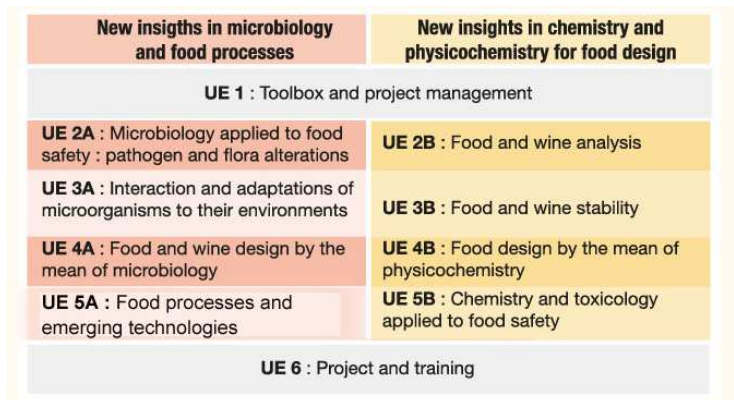 New insigths in microbiology
and food processes
New insights in chemistry and
physicochemistry for food design
UE 1 : Toolbox and project management
UE 2A : Microbiology applied to food
safety : pathogen and flora alterations
UE 2B : Food and wine analysis
UE 3A : Interaction and adaptations of
microorganisms to their environments
UE 3B : Food and wine stability
UE 4A : Food and wine design by the
mean of microbiology
UE 4B : Food design by the mean of
physicochemistry
UE 5A : Food processes and
emerging technologies
UE 5B : Chemistry and toxicology
applied to food safety
UE 6 : Project and training